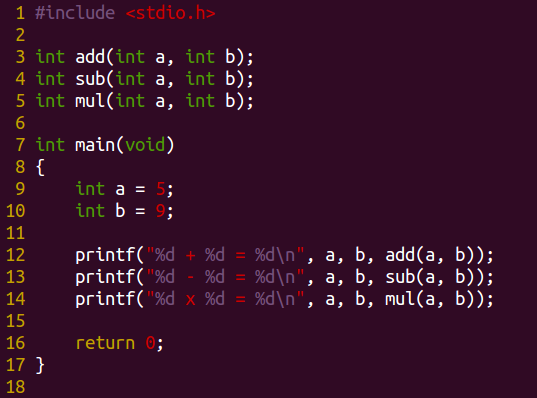 1 #include <stdio.h>
2
3 int add(int a, int b);
4 int sub(int a, int b);
5 int mul(int a, int b);
6
7 int main(void)
8 {
9     int a = 5;
10     int b = 9;
11
12     printf("%d + %d = %d\n", a, b, add(a, b));
13     printf("%d - %d = %d\n", a, b, sub(a, b));
14     printf("%d x %d = %d\n", a, b, mul(a, b));
15
16     return 0;
17 }
18